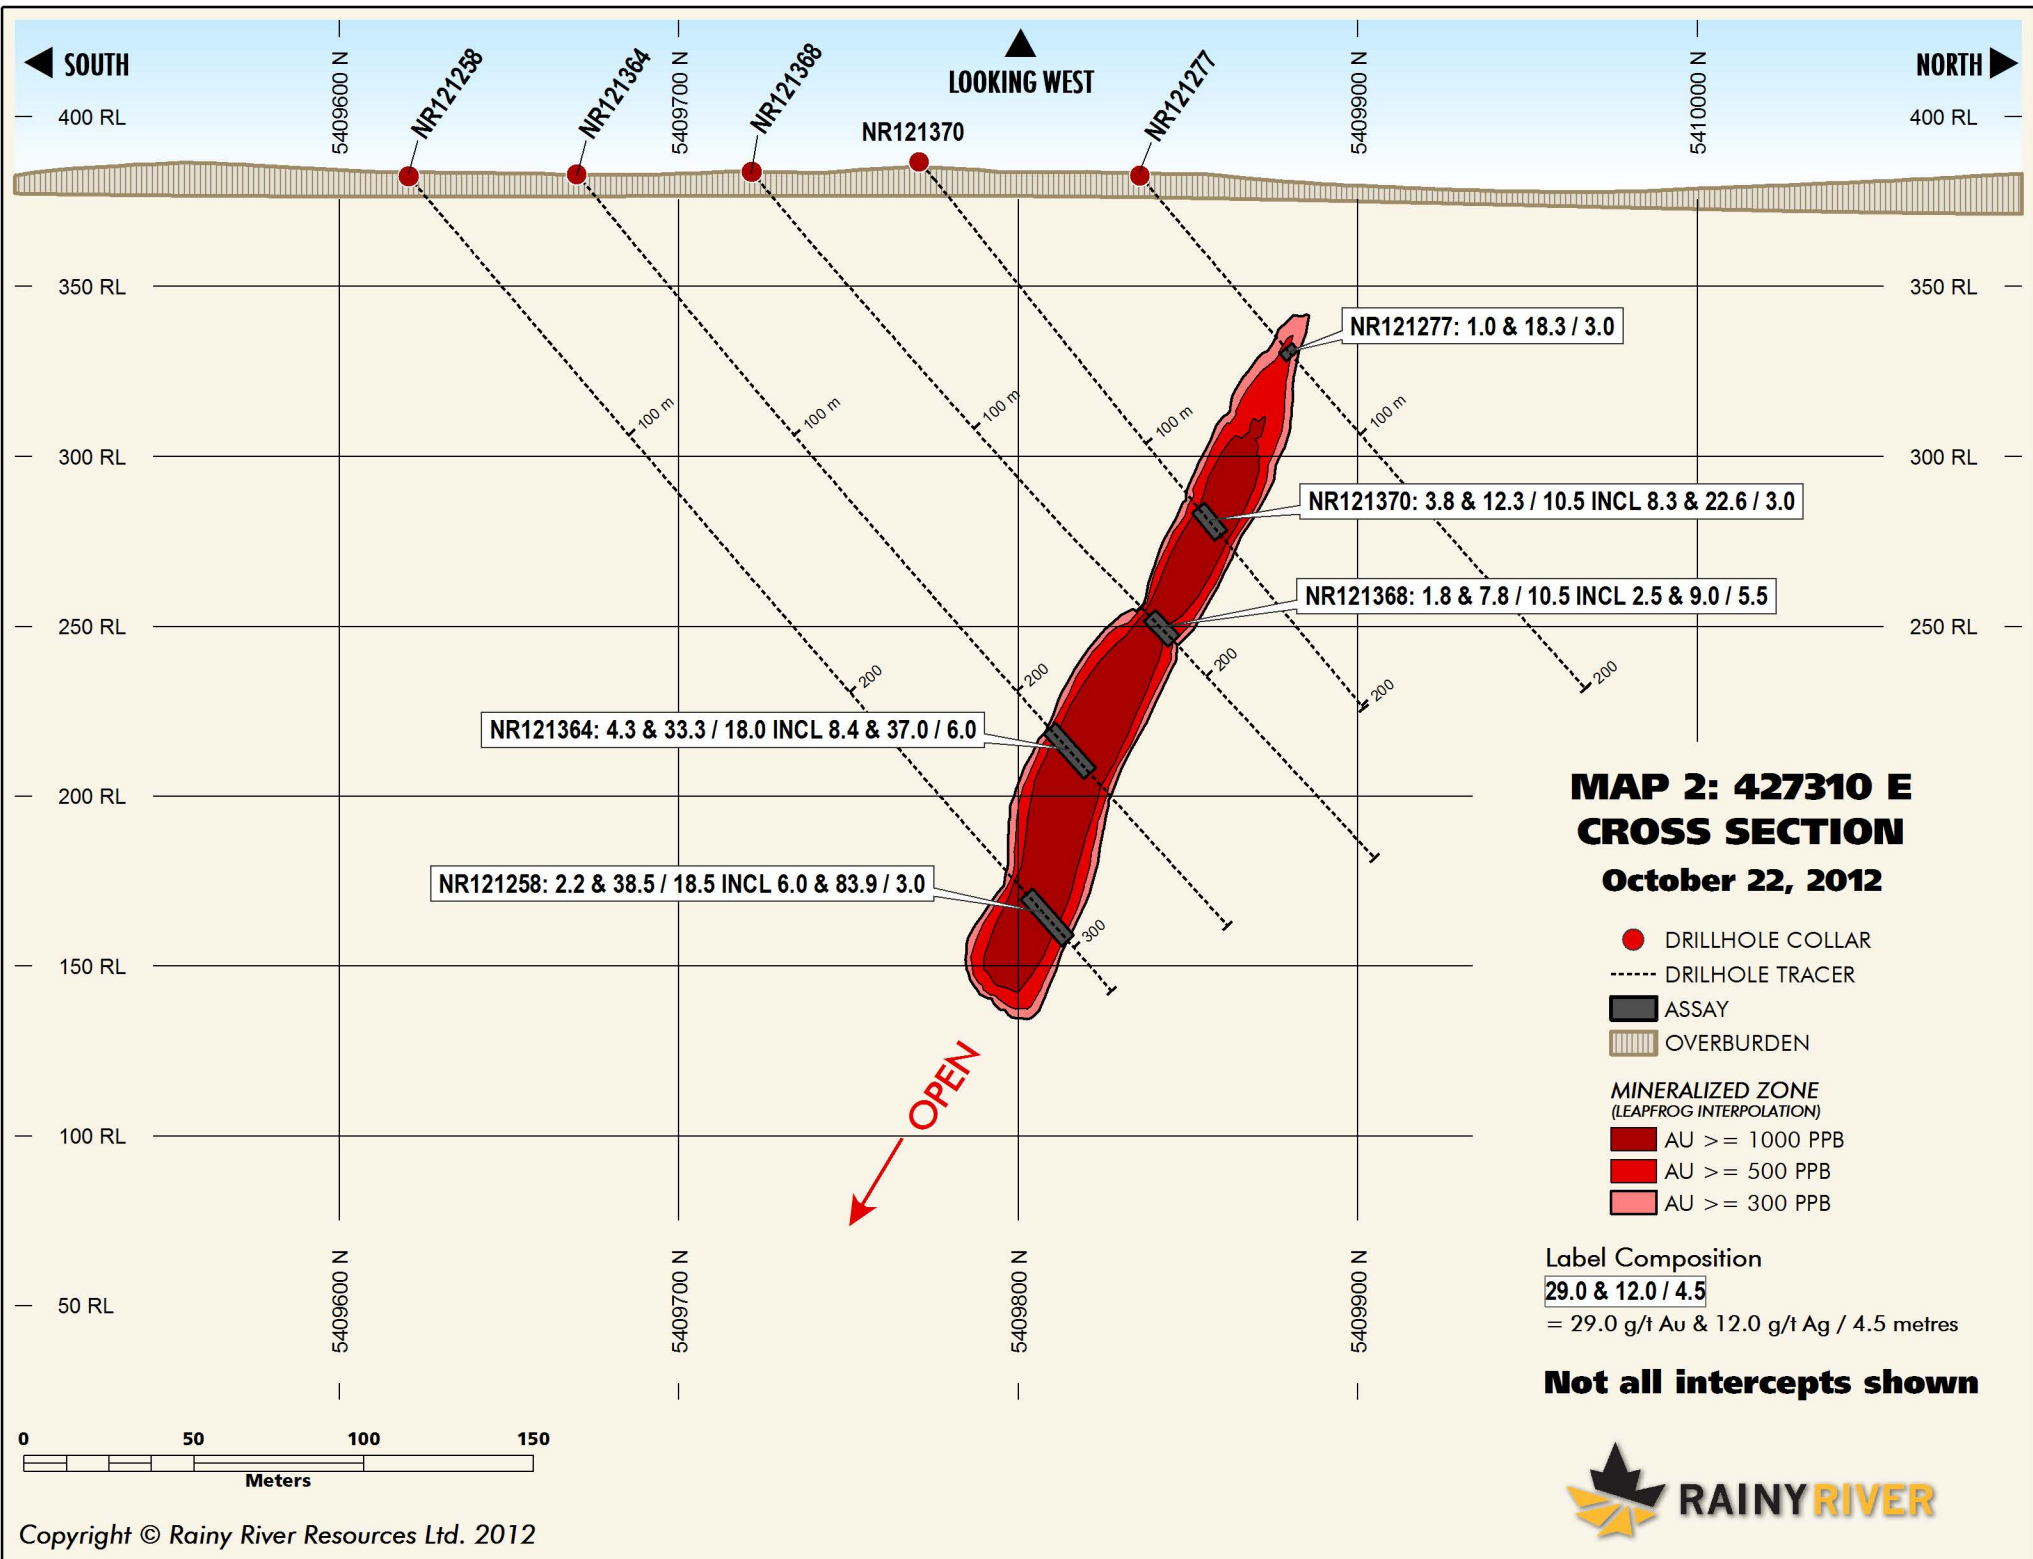 SOUTH
LOOKING WEST
NORTH
5409600 N
5409700 N
5409900 N
5410000 N
NR121258
NR121364
NR121368
NR121370
NR121277
400 RL
400 RL
350 RL
350 RL
NR121277: 1.0 & 18.3 / 3.0
100 m
100 m
100 m
100 m
100 m
300 RL
300 RL
NR121370: 3.8 & 12.3 / 10.5 INCL 8.3 & 22.6 / 3.0
NR121368: 1.8 & 7.8 / 10.5 INCL 2.5 & 9.0 / 5.5
250 RL
250 RL
200
200
200
200
200
NR121364: 4.3 & 33.3 / 18.0 INCL 8.4 & 37.0 / 6.0
200 RL
NR121258: 2.2 & 38.5 / 18.5 INCL 6.0 & 83.9 / 3.0
300
150 RL
OPEN
100 RL
50 RL
5409600 N
5409700 N
5409800 N
5409900 N
MAP 2: 427310 E
CROSS SECTION
October 22, 2012
DRILLHOLE COLLAR
DRILHOLE TRACER
ASSAY
OVERBURDEN
MINERALIZED ZONE
(LEAPFROG INTERPOLATION)
AU >= 1000 PPB
AU >= 500 PPB
AU >= 300 PPB
Label Composition
29.0 & 12.0 / 4.5
= 29.0 g/t Au & 12.0 g/t Ag / 4.5 metres
Not all intercepts shown
0 50 100 150
Meters
RAINYRIVER
Copyright © Rainy River Resources Ltd. 2012